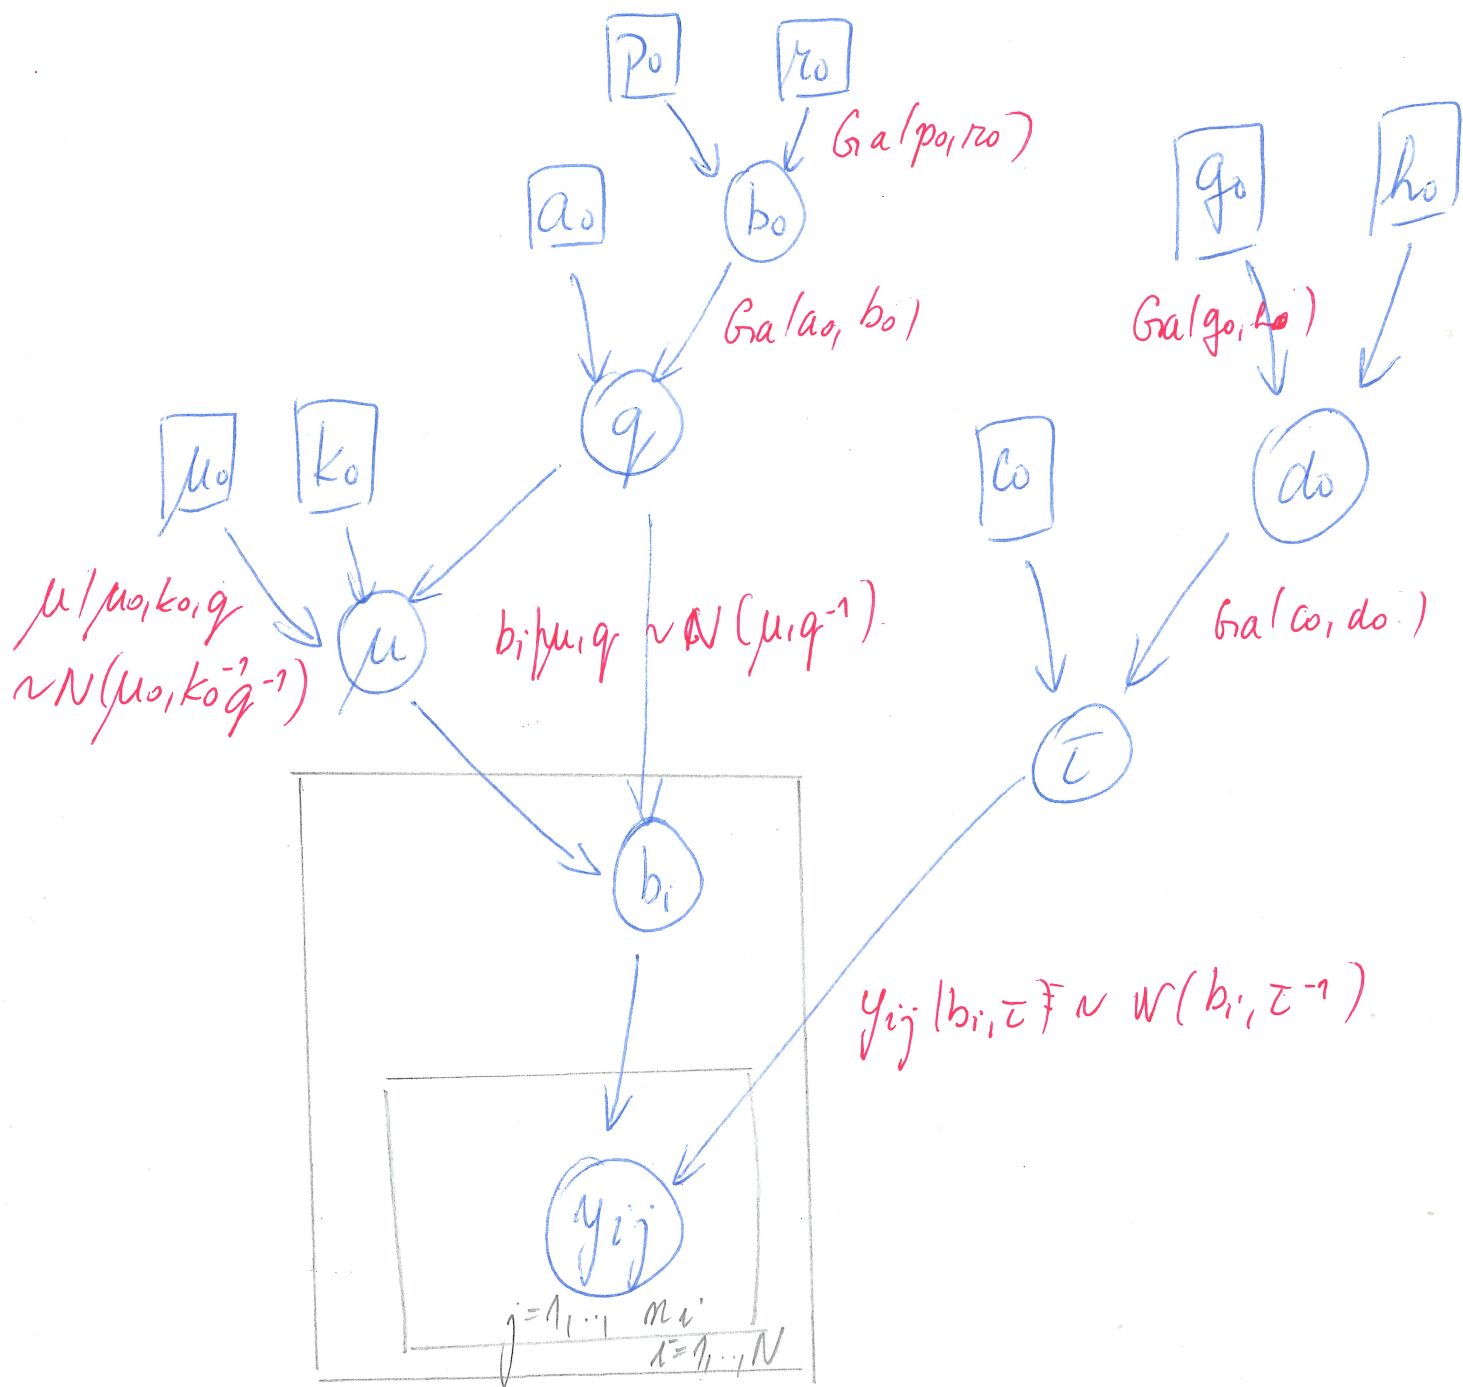 p₀ r₀
Ga(p₀, r₀)
g₀ h₀
a₀ b₀
Ga(a₀, b₀)
Ga(g₀, h₀)
q
μ₀ k₀
c₀ d₀
μ|μ₀, k₀, q
~N(μ₀, k₀⁻¹q⁻¹)
μ
bᵢ|μ, q ~ N(μ, q⁻¹)
Ga(c₀, d₀)
τ
bᵢ
yᵢⱼ|bᵢ, τ ~ N(bᵢ, τ⁻¹)
yᵢⱼ
j=1,.., nᵢ
i=1,..,N